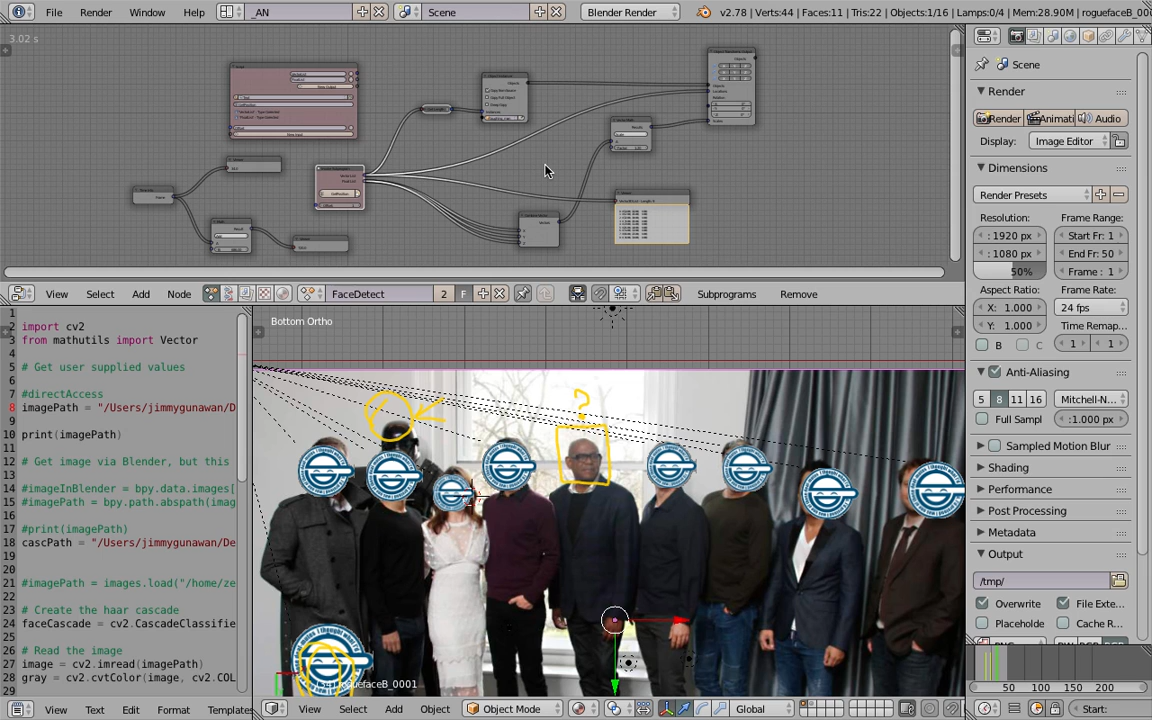 File Render Window Help
_AN
Scene
Blender Render
v2.78 | Verts:44 | Faces:11 | Tris:22 | Objects:1/16 | Lamps:0/4 | Mem:28.90M | roguefaceB_000
3.02 s
View Select Add Node
FaceDetect
2
F
Subprograms Remove
1
2 import cv2
3 from mathutils import Vector
4
5 # Get user supplied values
6
7 #directAccess
8 imagePath = "/Users/jimmygunawan/D
9
10 print(imagePath)
11
12 # Get image via Blender, but this
13
14 #imageInBlender = bpy.data.images[
15 #imagePath = bpy.path.abspath(imag
16
17 #print(imagePath)
18 cascPath = "/Users/jimmygunawan/De
19
20
21 #imagePath = images.load("/home/ze
22
23 # Create the haar cascade
24 faceCascade = cv2.CascadeClassifie
25
26 # Read the image
27 image = cv2.imread(imagePath)
28 gray = cv2.cvtColor(image, cv2.COL
29
View Text Edit Format Templates
Bottom Ortho
?
roguefaceB_0001
View Select Add Object
Object Mode
Global
Scene
Render
Render Animati Audio
Display: Image Editor
Dimensions
Render Presets
Resolution: Frame Range:
: 1920 px Start Fr: 1
: 1080 px End Fr: 50
50% Frame : 1
Aspect Ratio: Frame Rate:
X: 1.000 24 fps
Y: 1.000 Time Remap...
B C 1 1
Anti-Aliasing
5 8 11 16 Mitchell-N...
Full Sampl :1.000 px
Sampled Motion Blur
Shading
Performance
Post Processing
Metadata
Output
/tmp/
Overwrite File Exte...
Placeholde Cache R...
50 100 150 200
Start: